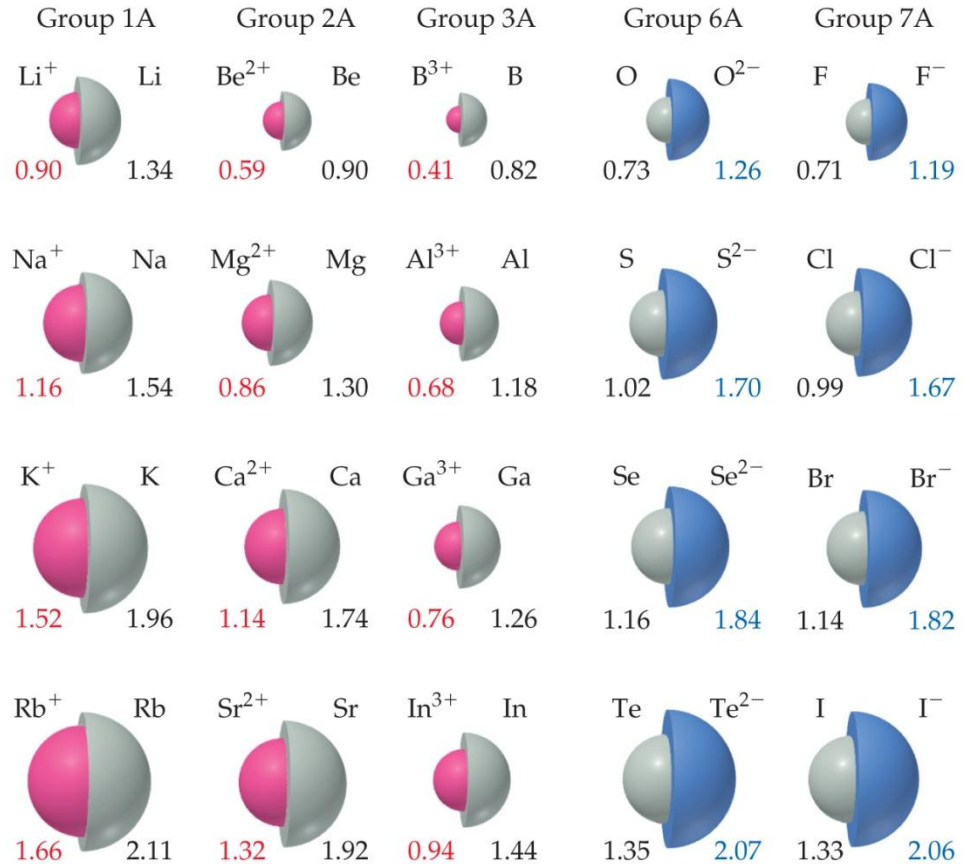 Group 1A Group 2A Group 3A Group 6A Group 7A
Li⁺ Li Be²⁺ Be B³⁺ B O O²⁻ F F⁻
0.90 1.34 0.59 0.90 0.41 0.82 0.73 1.26 0.71 1.19
Na⁺ Na Mg²⁺ Mg Al³⁺ Al S S²⁻ Cl Cl⁻
1.16 1.54 0.86 1.30 0.68 1.18 1.02 1.70 0.99 1.67
K⁺ K Ca²⁺ Ca Ga³⁺ Ga Se Se²⁻ Br Br⁻
1.52 1.96 1.14 1.74 0.76 1.26 1.16 1.84 1.14 1.82
Rb⁺ Rb Sr²⁺ Sr In³⁺ In Te Te²⁻ I I⁻
1.66 2.11 1.32 1.92 0.94 1.44 1.35 2.07 1.33 2.06